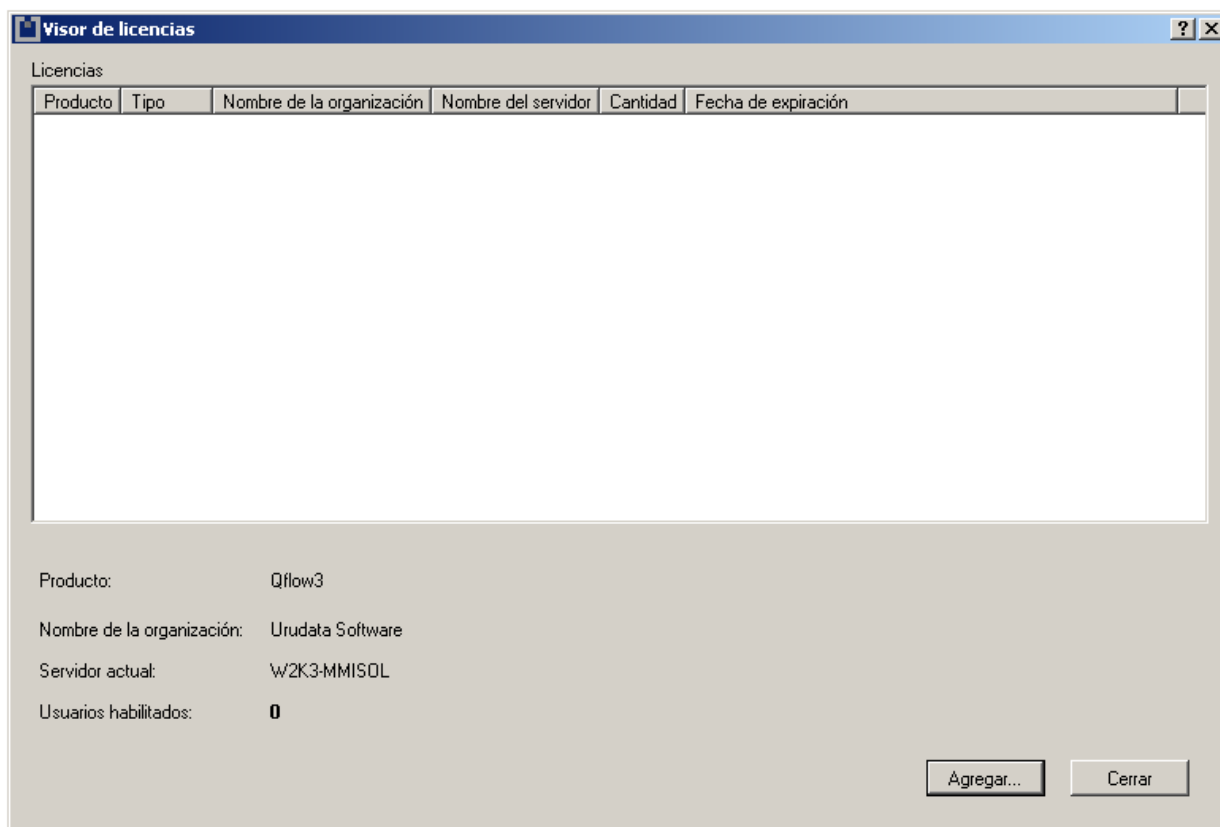 Visor de licencias
Licencias
Producto Tipo Nombre de la organización Nombre del servidor Cantidad Fecha de expiración
Producto: Qflow3
Nombre de la organización: Urudata Software
Servidor actual: W2K3-MMISOL
Usuarios habilitados: 0
Agregar... Cerrar